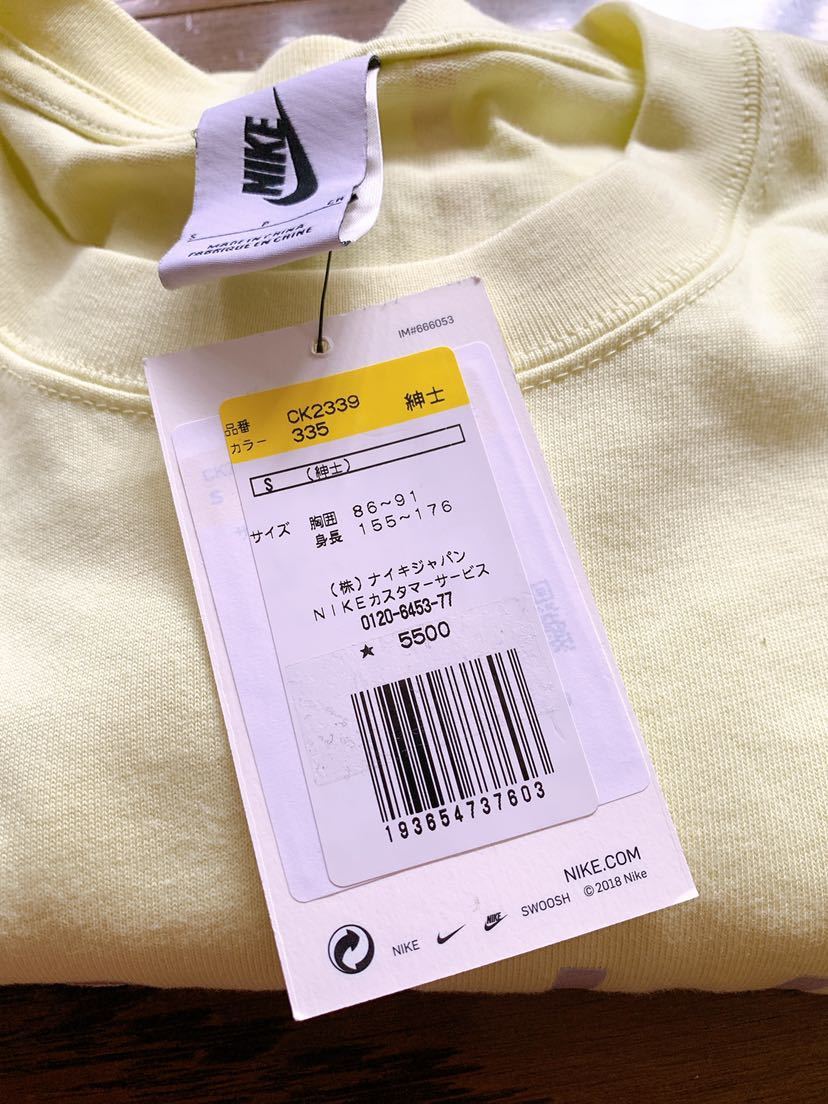 NIKE
S P CH
MADE IN CHINA
FABRIQUÉ EN CHINE
IM#666053
品番 CK2339 紳士
カラー 335
S （紳士）
サイズ 胸囲 86～91
身長 155～176
（株）ナイキジャパン
NIKEカスタマーサービス
0120-6453-77
★ 5500
193654737603
NIKE.COM
NIKE SWOOSH © 2018 Nike